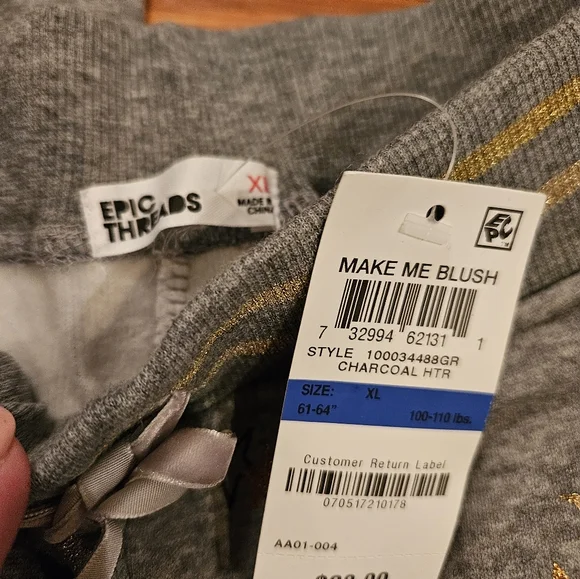 EPIC
THREADS
XL
MADE IN
CHINA
EPC
MAKE ME BLUSH
7 32994 62131 1
STYLE 100034488GR
CHARCOAL HTR
SIZE: XL
61-64" 100-110 lbs.
Customer Return Label
070517210178
AA01-004